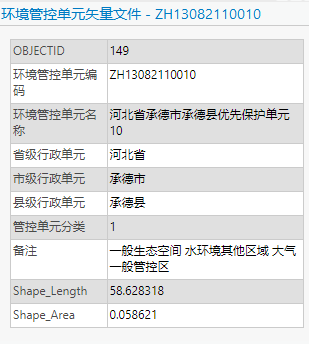 环境管控单元矢量文件 - ZH13082110010
OBJECTID 149
环境管控单元编码 ZH13082110010
环境管控单元名称 河北省承德市承德县优先保护单元10
省级行政单元 河北省
市级行政单元 承德市
县级行政单元 承德县
管控单元分类 1
备注 一般生态空间 水环境其他区域 大气一般管控区
Shape_Length 58.628318
Shape_Area 0.058621